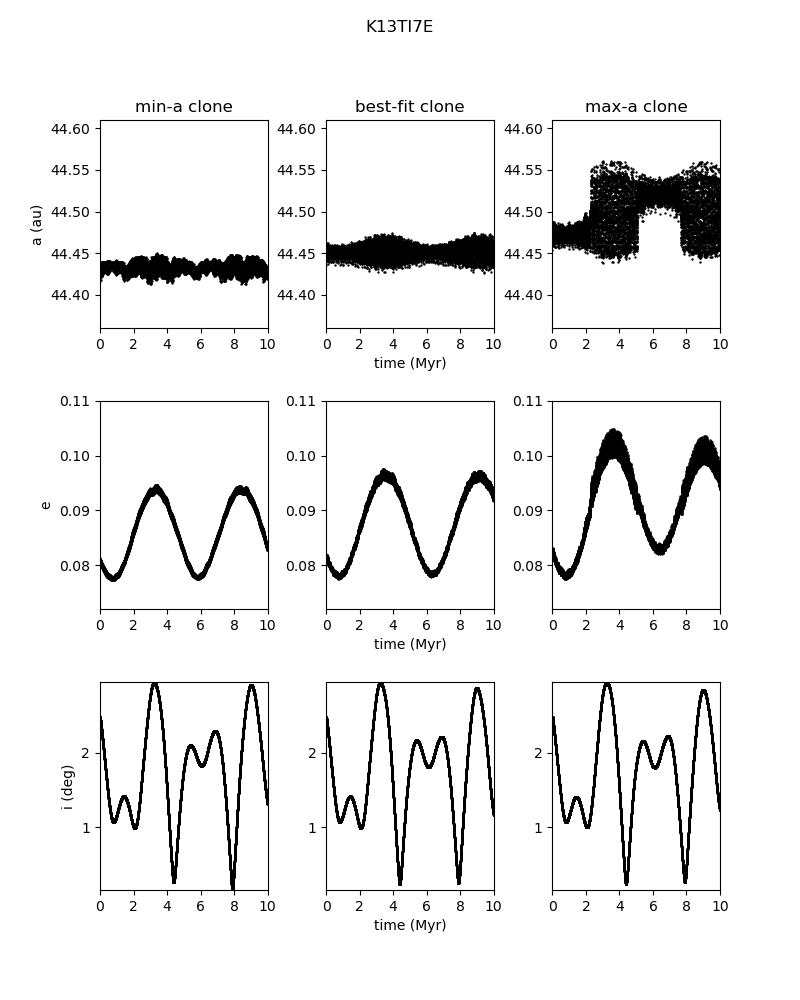 K13TI7E
min-a clone best-fit clone max-a clone
44.60 44.60 44.60
44.55 44.55 44.55
44.50 44.50 44.50
a (au)
44.45 44.45 44.45
44.40 44.40 44.40
0 2 4 6 8 10 0 2 4 6 8 10 0 2 4 6 8 10
time (Myr)
0.11 0.11 0.11
0.10 0.10 0.10
e
0.09 0.09 0.09
0.08 0.08 0.08
0 2 4 6 8 10 0 2 4 6 8 10 0 2 4 6 8 10
time (Myr)
2 2 2
i (deg)
1 1 1
0 2 4 6 8 10 0 2 4 6 8 10 0 2 4 6 8 10
time (Myr)